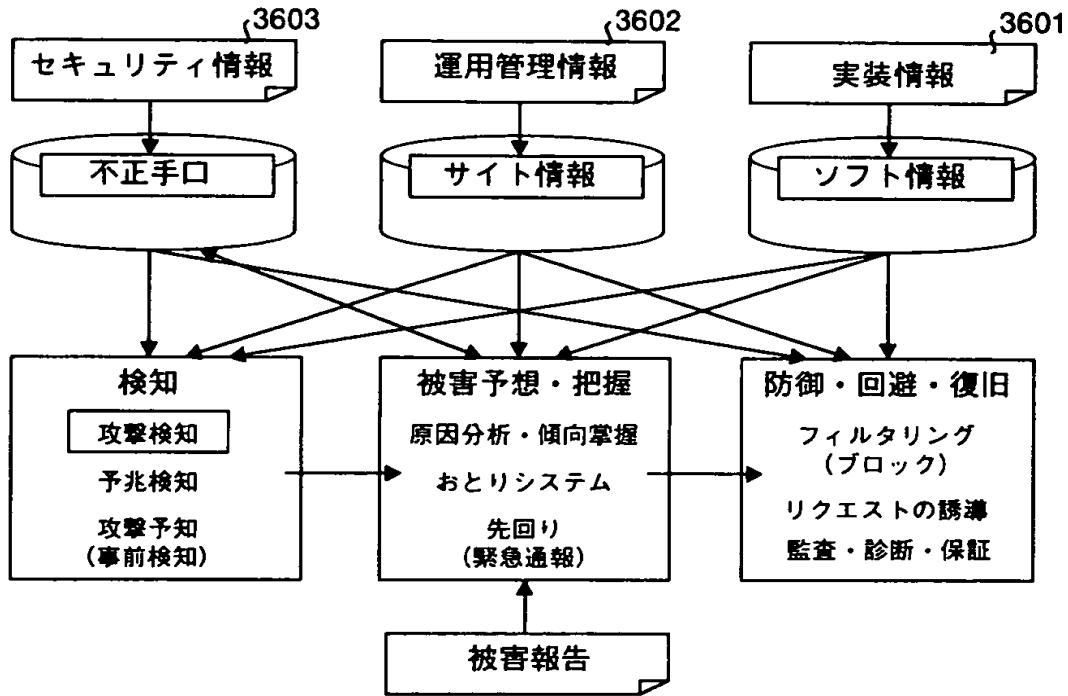 3603
3602
3601
セキュリティ情報
運用管理情報
実装情報
不正手口
サイト情報
ソフト情報
検知
攻撃検知
予兆検知
攻撃予知
(事前検知)
被害予想・把握
原因分析・傾向掌握
おとりシステム
先回り
(緊急通報)
防御・回避・復旧
フィルタリング
(ブロック)
リクエストの誘導
監査・診断・保証
被害報告